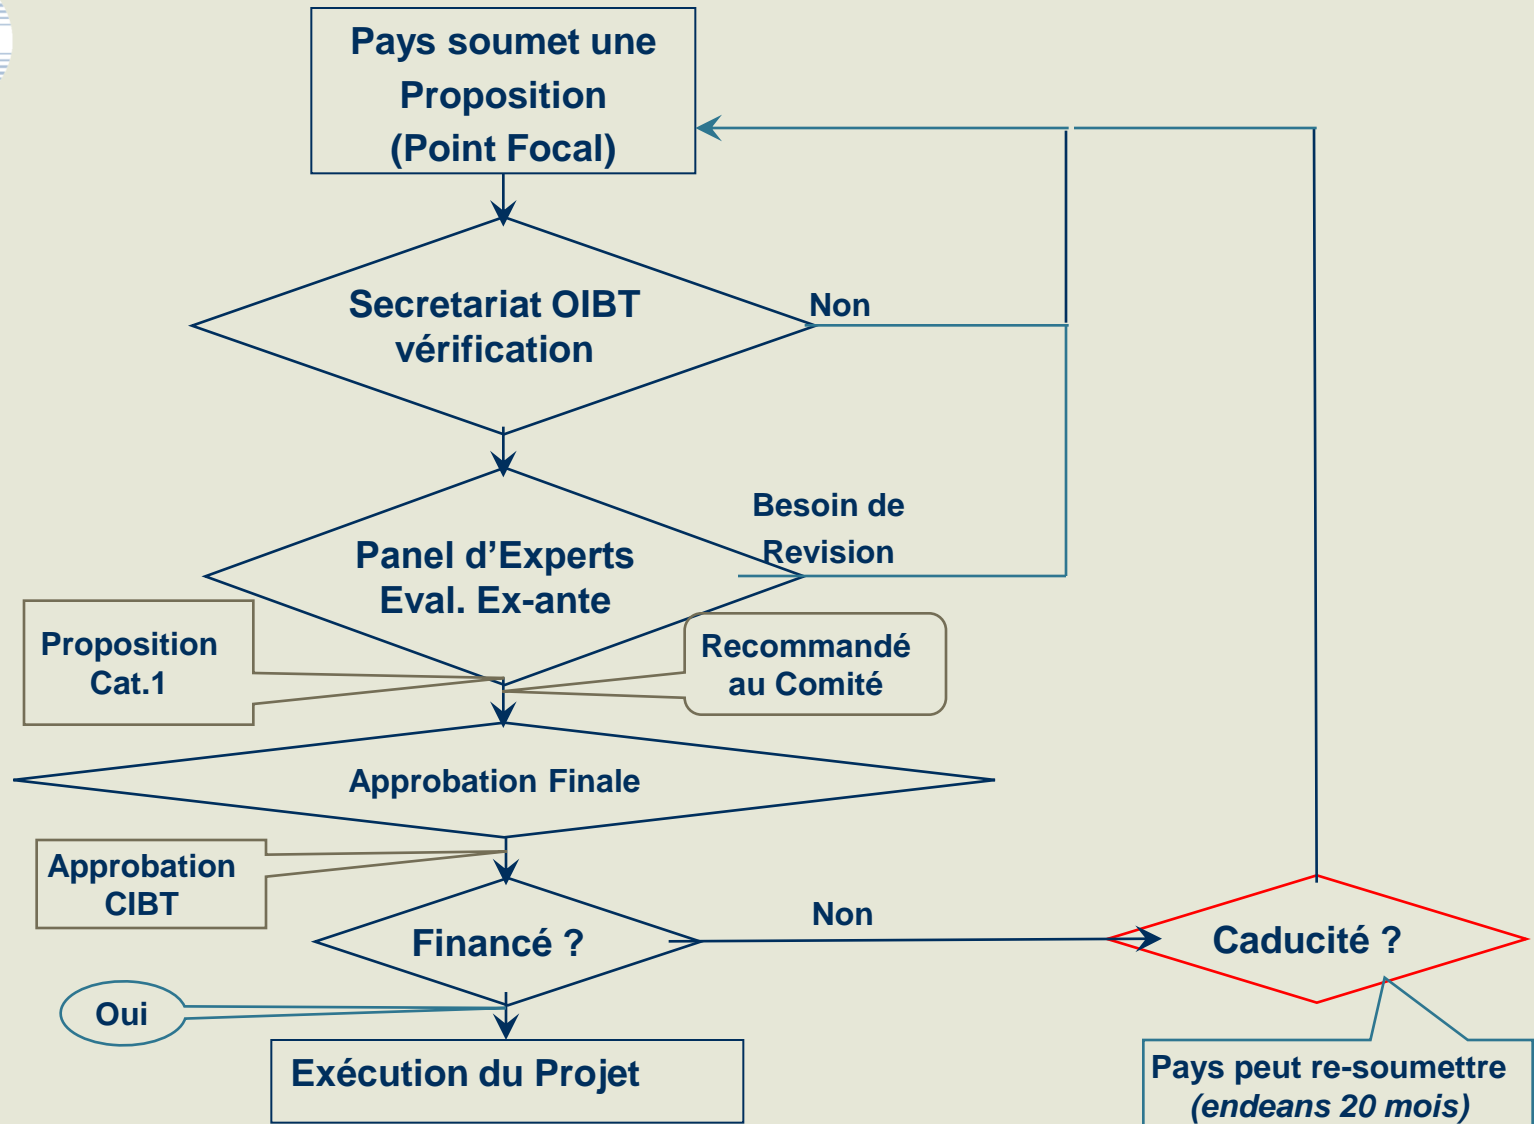 Pays soumet une
Proposition
(Point Focal)
Secretariat OIBT
vérification
Non
Besoin de
Revision
Panel d’Experts
Eval. Ex-ante
Proposition
Cat.1
Recommandé
au Comité
Approbation Finale
Approbation
CIBT
Financé ?
Non
Caducité ?
Oui
Exécution du Projet
Pays peut re-soumettre
(endeans 20 mois)